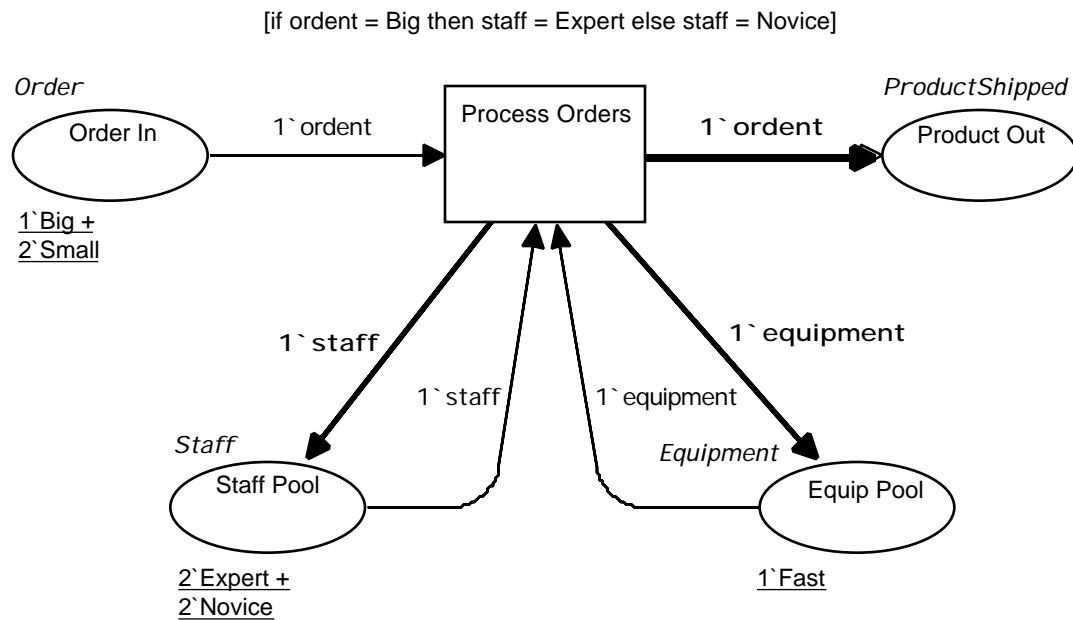 [if ordent = Big then staff = Expert else staff = Novice]
Order
Order In
1`ordent
Process Orders
1`ordent
ProductShipped
Product Out
1`Big +
2`Small
1`staff
1`equipment
1`staff
1`equipment
Staff
Staff Pool
Equipment
Equip Pool
2`Expert +
2`Novice
1`Fast